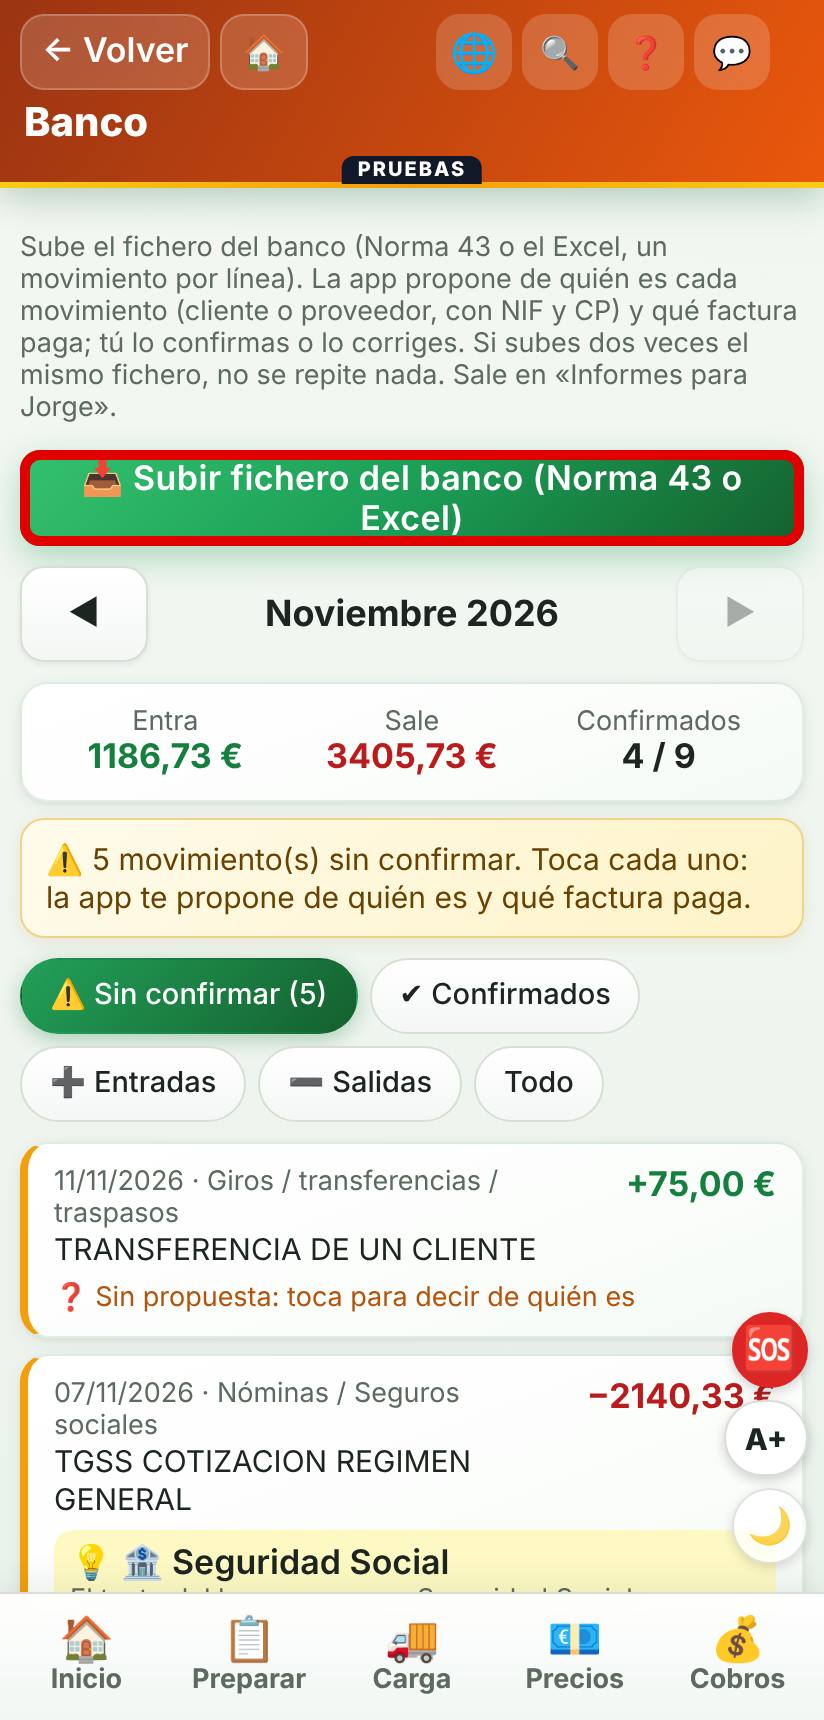 ← Volver
Banco
PRUEBAS
Sube el fichero del banco (Norma 43 o el Excel, un
movimiento por línea). La app propone de quién es cada
movimiento (cliente o proveedor, con NIF y CP) y qué factura
paga; tú lo confirmas o lo corriges. Si subes dos veces el
mismo fichero, no se repite nada. Sale en «Informes para
Jorge».
Subir fichero del banco (Norma 43 o
Excel)
Noviembre 2026
Entra Sale Confirmados
1186,73 € 3405,73 € 4 / 9
5 movimiento(s) sin confirmar. Toca cada uno:
la app te propone de quién es y qué factura paga.
Sin confirmar (5) ✔ Confirmados
➕ Entradas ➖ Salidas Todo
11/11/2026 · Giros / transferencias / +75,00 €
traspasos
TRANSFERENCIA DE UN CLIENTE
❓ Sin propuesta: toca para decir de quién es
SOS
07/11/2026 · Nóminas / Seguros −2140,33 €
sociales
A+
TGSS COTIZACION REGIMEN
GENERAL
Seguridad Social
Inicio Preparar Carga Precios Cobros